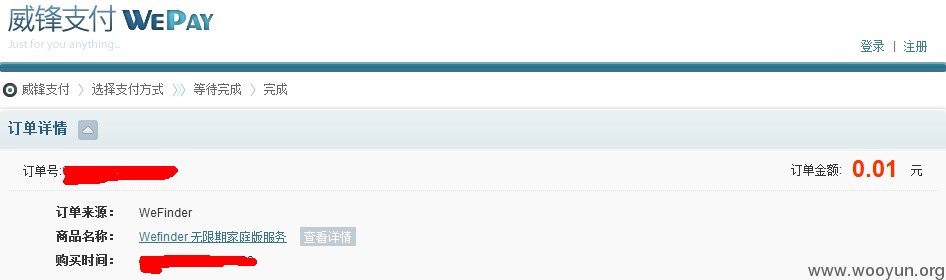 威锋支付 WEPAY
Just for you anything...
登录 | 注册
威锋支付 选择支付方式 等待完成 完成
订单详情
订单号: 订单金额: 0.01 元
订单来源： WeFinder
商品名称： Wefinder 无限期家庭版服务 查看详情
购买时间：
www.wooyun.org